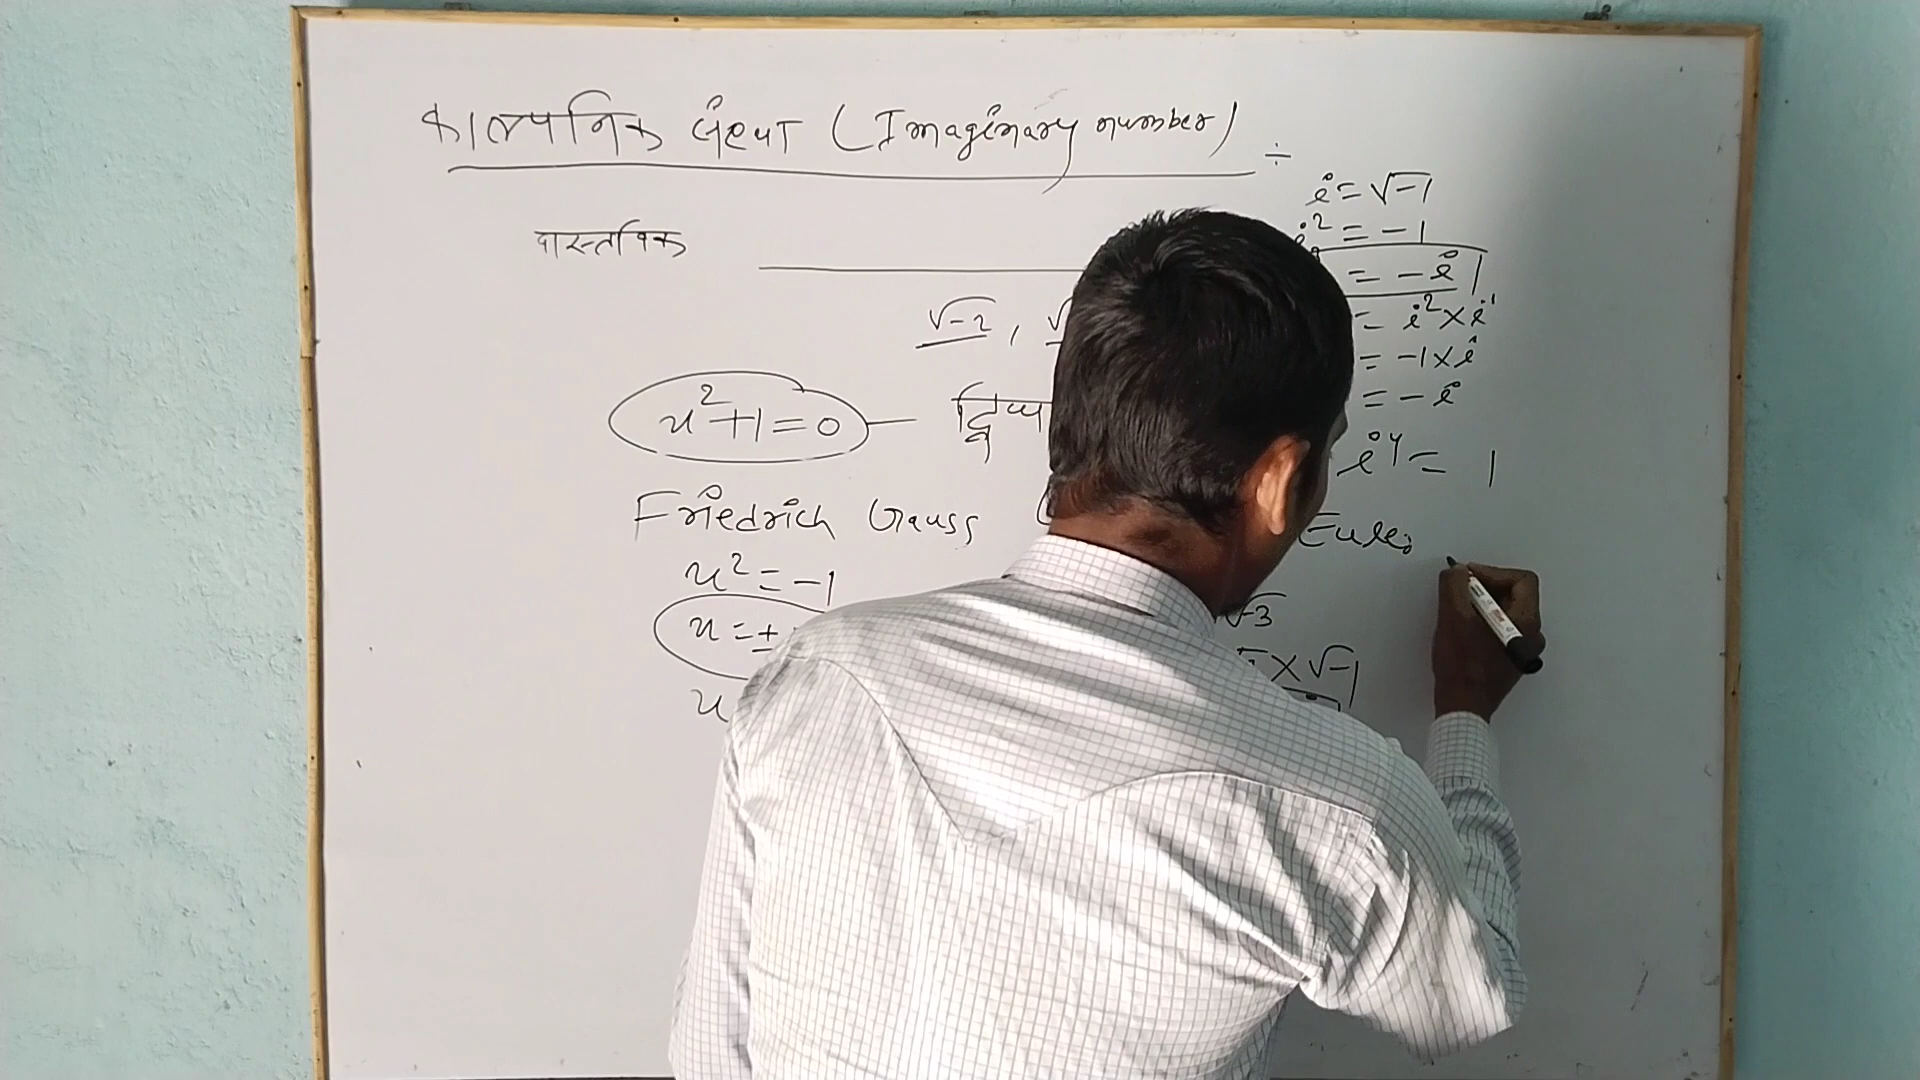 काल्पनिक संख्या (Imaginary number) ÷
वास्तविक
√-2 ,
x²+1=0 —
Friedrich Gauss
x² = -1
x = ±
x
i = √-1
i² = -1
= -i
= i² × i¹
= -1 × i
= -i
i⁴ = 1
Euler
√-3
× √-1